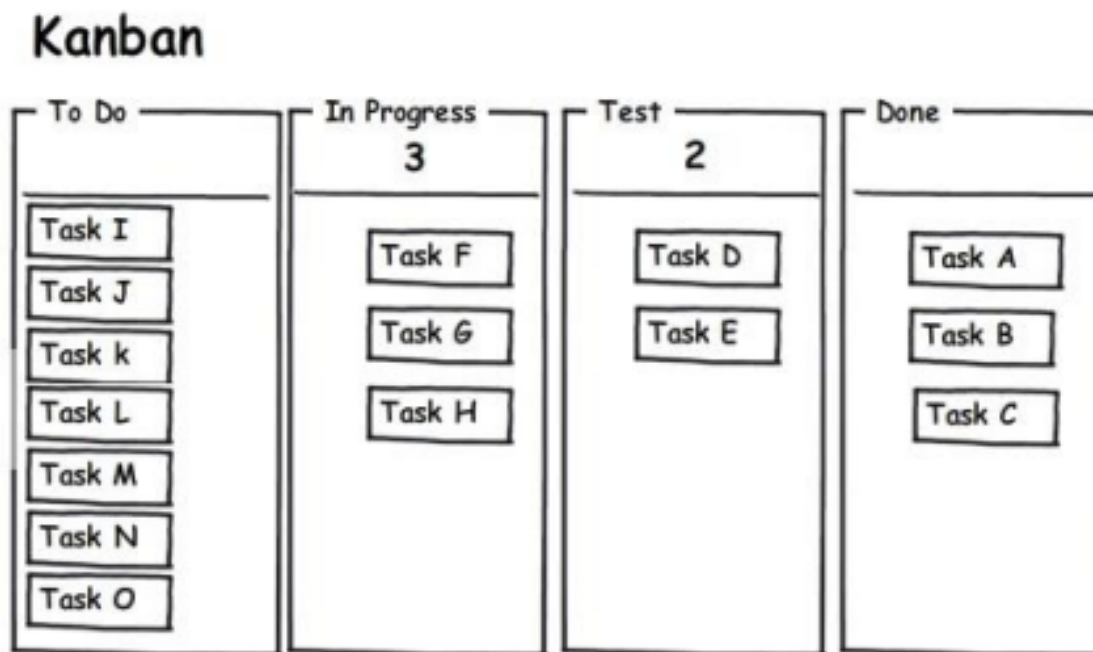 Kanban
To Do
Task I
Task J
Task k
Task L
Task M
Task N
Task O
In Progress
3
Task F
Task G
Task H
Test
2
Task D
Task E
Done
Task A
Task B
Task C